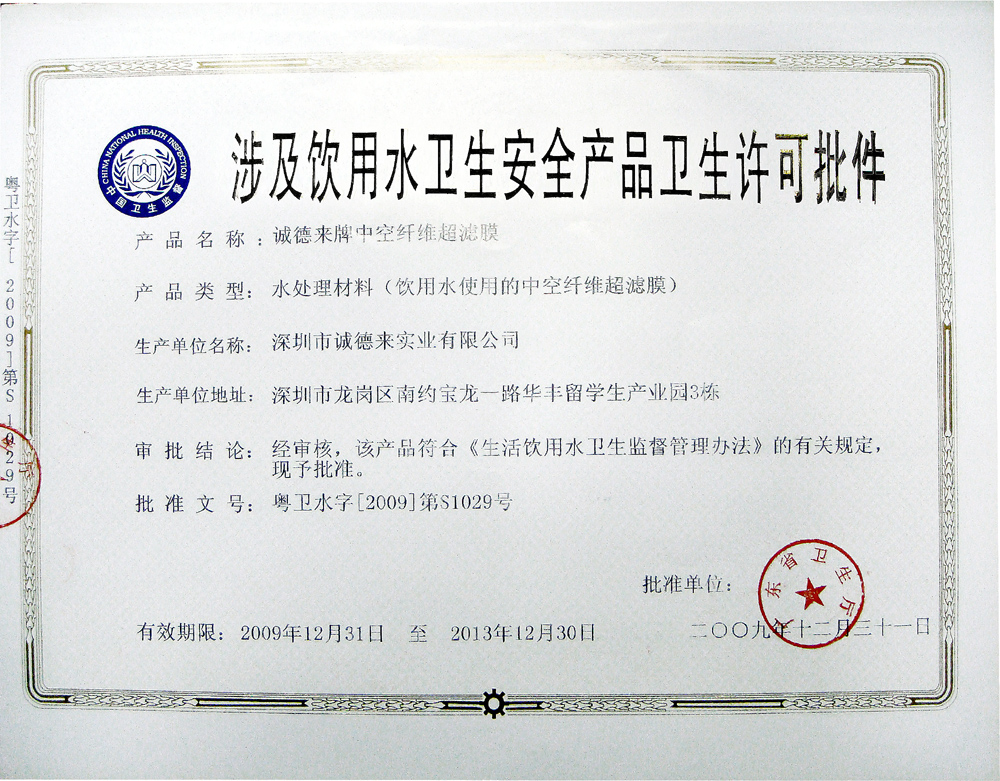 涉及饮用水卫生安全产品卫生许可批件
CHINA NATIONAL HEALTH INSPECTION
中国卫生监督
产品名称：诚德来牌中空纤维超滤膜
产品类型：水处理材料（饮用水使用的中空纤维超滤膜）
生产单位名称：深圳市诚德来实业有限公司
生产单位地址：深圳市龙岗区南约宝龙一路华丰留学生产业园3栋
审批结论：经审核，该产品符合《生活饮用水卫生监督管理办法》的有关规定，
现予批准。
批准文号：粤卫水字[2009]第S1029号
批准单位：
广东省卫生厅
有效期限：2009年12月31日 至 2013年12月30日
二〇〇九年十二月三十一日
粤卫水字[2009]第S1029号